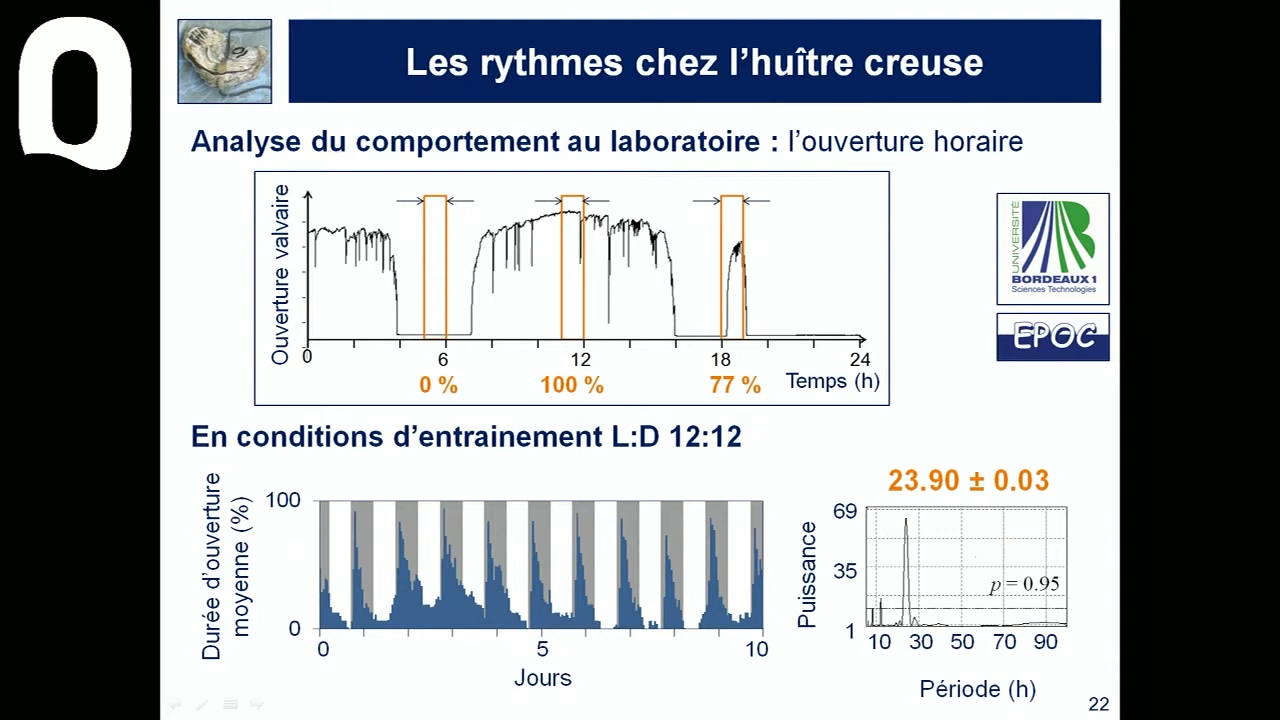 Les rythmes chez l'huître creuse
Analyse du comportement au laboratoire : l'ouverture horaire
Ouverture valvaire
0 6 12 18 24
0 % 100 % 77 %
Temps (h)
UNIVERSITÉ
BORDEAUX 1
Sciences Technologies
EPOC
En conditions d'entrainement L:D 12:12
Durée d'ouverture
moyenne (%)
100
0
0 5 10
Jours
23.90 ± 0.03
Puissance
69
35
1
p = 0.95
10 30 50 70 90
Période (h)
22